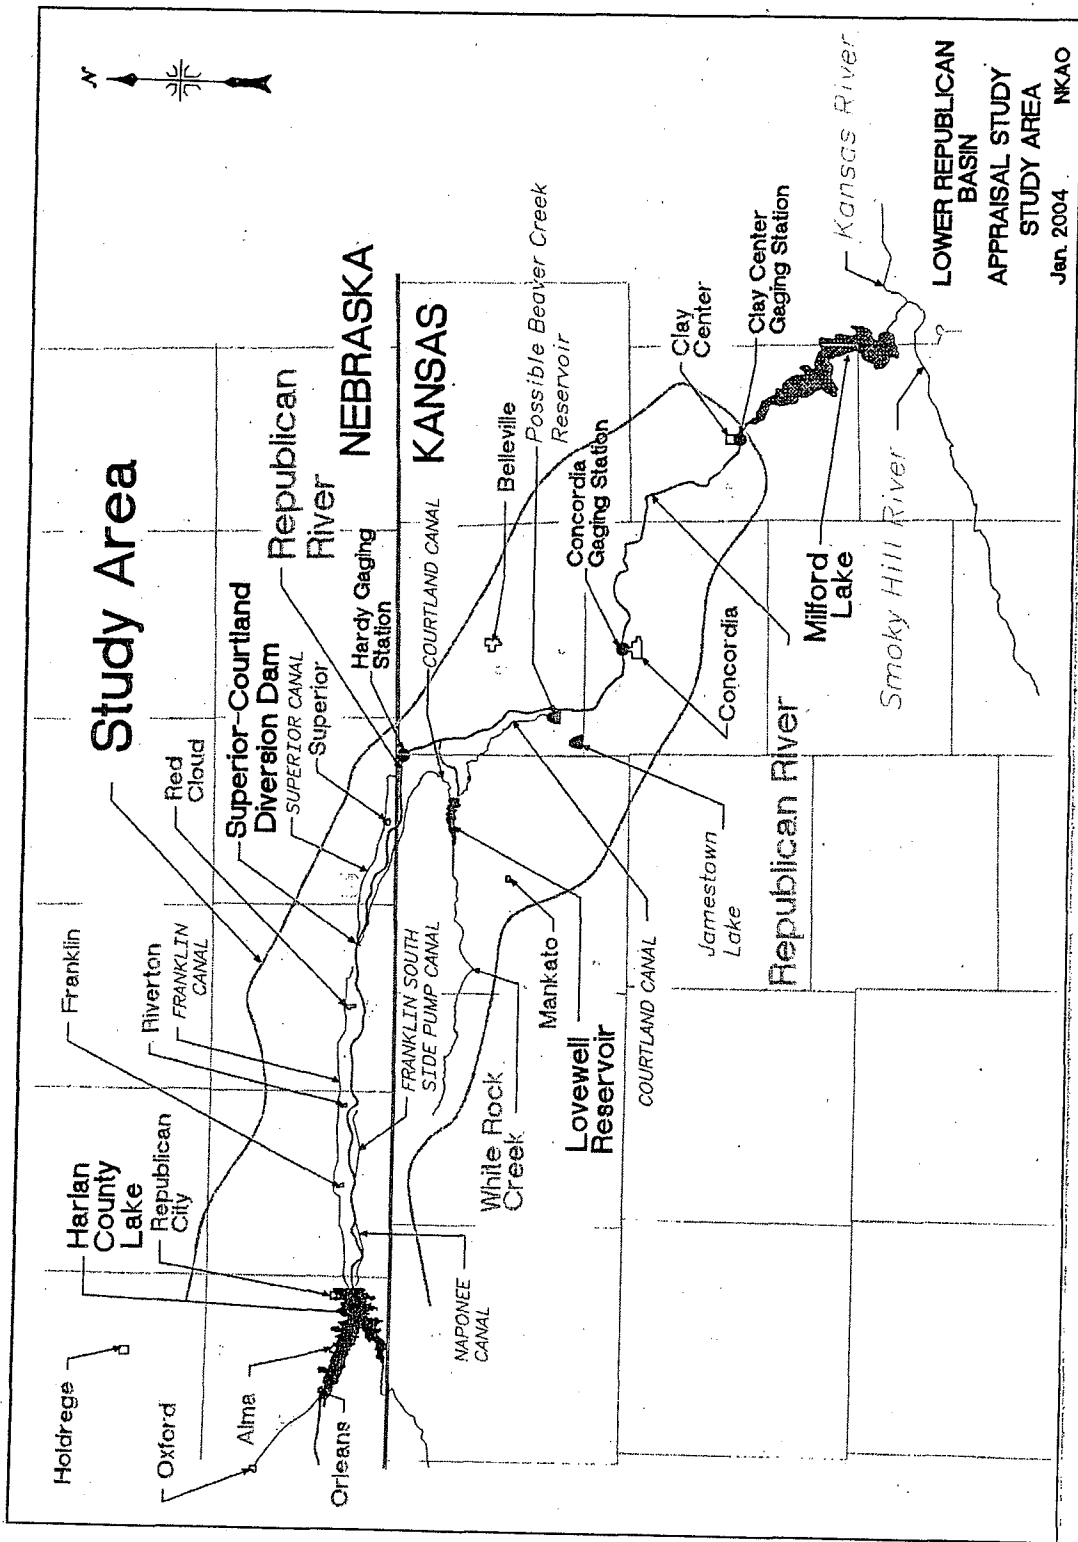 N
Study Area
Holdrege
Oxford
Alma
Orleans
Harlan
County
Lake
Republican
City
Franklin
Riverton
FRANKLIN
CANAL
Red
Cloud
Superior-Courtland
Diversion Dam
SUPERIOR CANAL
Superior
Republican
River
Hardy Gaging
Station
NEBRASKA
KANSAS
NAPONEE
CANAL
FRANKLIN SOUTH
SIDE PUMP CANAL
White Rock
Creek
Mankato
Lovewell
Reservoir
COURTLAND CANAL
COURTLAND CANAL
Belleville
Possible Beaver Creek
Reservoir
Concordia
Gaging Station
Concordia
Jamestown
Lake
Republican River
Clay
Center
Clay Center
Gaging Station
Milford
Lake
Smoky Hill River
Kansas River
LOWER REPUBLICAN
BASIN
APPRAISAL STUDY
STUDY AREA
Jan. 2004 NKAO